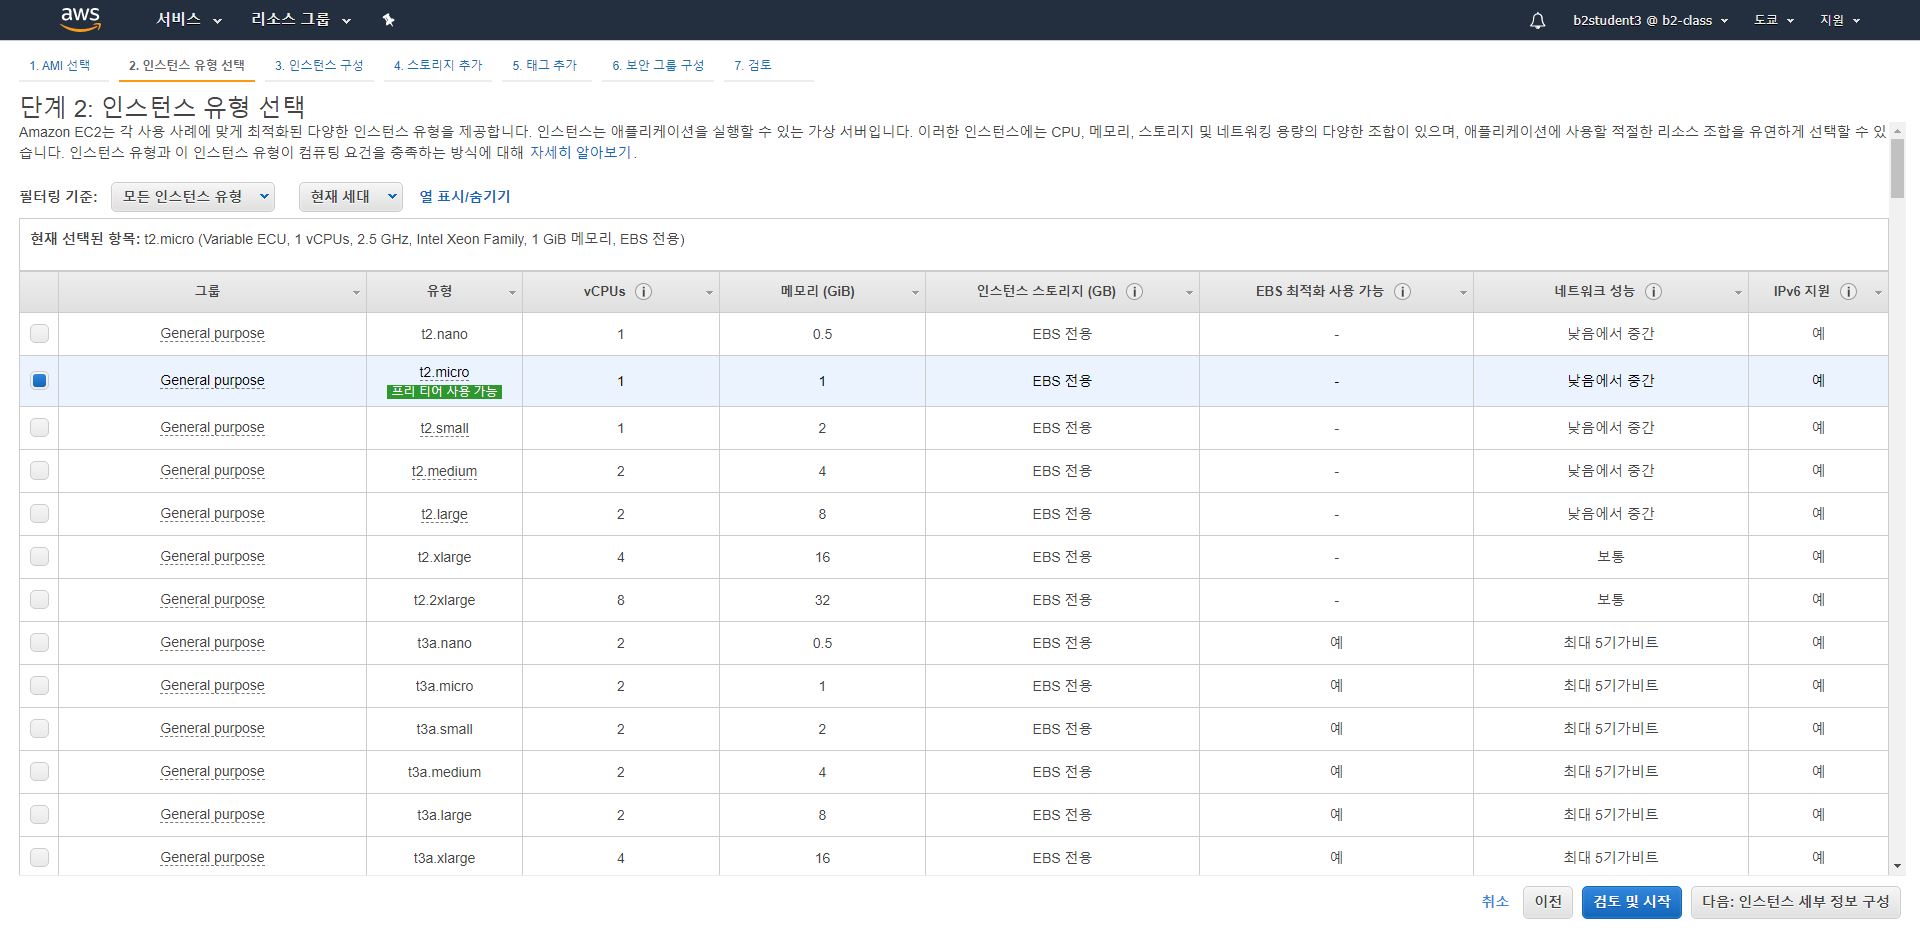 aws 서비스 리소스 그룹 b2student3 @ b2-class 도쿄 지원
1. AMI 선택 2. 인스턴스 유형 선택 3. 인스턴스 구성 4. 스토리지 추가 5. 태그 추가 6. 보안 그룹 구성 7. 검토
단계 2: 인스턴스 유형 선택
Amazon EC2는 각 사용 사례에 맞게 최적화된 다양한 인스턴스 유형을 제공합니다. 인스턴스는 애플리케이션을 실행할 수 있는 가상 서버입니다. 이러한 인스턴스에는 CPU, 메모리, 스토리지 및 네트워킹 용량의 다양한 조합이 있으며, 애플리케이션에 사용할 적절한 리소스 조합을 유연하게 선택할 수 있
습니다. 인스턴스 유형과 이 인스턴스 유형이 컴퓨팅 요건을 충족하는 방식에 대해 자세히 알아보기.
필터링 기준: 모든 인스턴스 유형 현재 세대 열 표시/숨기기
현재 선택된 항목: t2.micro (Variable ECU, 1 vCPUs, 2.5 GHz, Intel Xeon Family, 1 GiB 메모리, EBS 전용)
그룹 유형 vCPUs i 메모리 (GiB) 인스턴스 스토리지 (GB) i EBS 최적화 사용 가능 i 네트워크 성능 i IPv6 지원 i
General purpose t2.nano 1 0.5 EBS 전용 - 낮음에서 중간 예
General purpose t2.micro 1 1 EBS 전용 - 낮음에서 중간 예
프리 티어 사용 가능
General purpose t2.small 1 2 EBS 전용 - 낮음에서 중간 예
General purpose t2.medium 2 4 EBS 전용 - 낮음에서 중간 예
General purpose t2.large 2 8 EBS 전용 - 낮음에서 중간 예
General purpose t2.xlarge 4 16 EBS 전용 - 보통 예
General purpose t2.2xlarge 8 32 EBS 전용 - 보통 예
General purpose t3a.nano 2 0.5 EBS 전용 예 최대 5기가비트 예
General purpose t3a.micro 2 1 EBS 전용 예 최대 5기가비트 예
General purpose t3a.small 2 2 EBS 전용 예 최대 5기가비트 예
General purpose t3a.medium 2 4 EBS 전용 예 최대 5기가비트 예
General purpose t3a.large 2 8 EBS 전용 예 최대 5기가비트 예
General purpose t3a.xlarge 4 16 EBS 전용 예 최대 5기가비트 예
취소 이전 검토 및 시작 다음: 인스턴스 세부 정보 구성